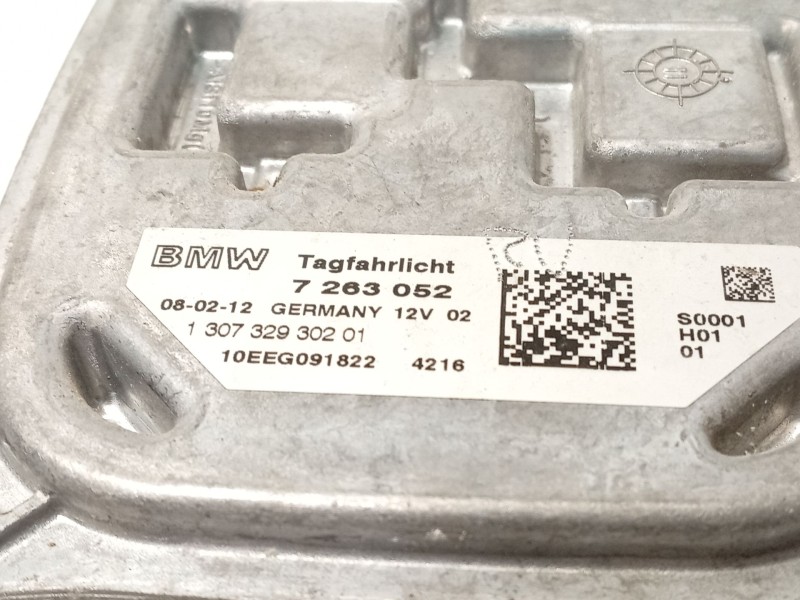 BMW Tagfahrlicht
7 263 052
08-02-12 GERMANY 12V 02
1 307 329 302 01
10EEG091822 4216
S0001
H01
01